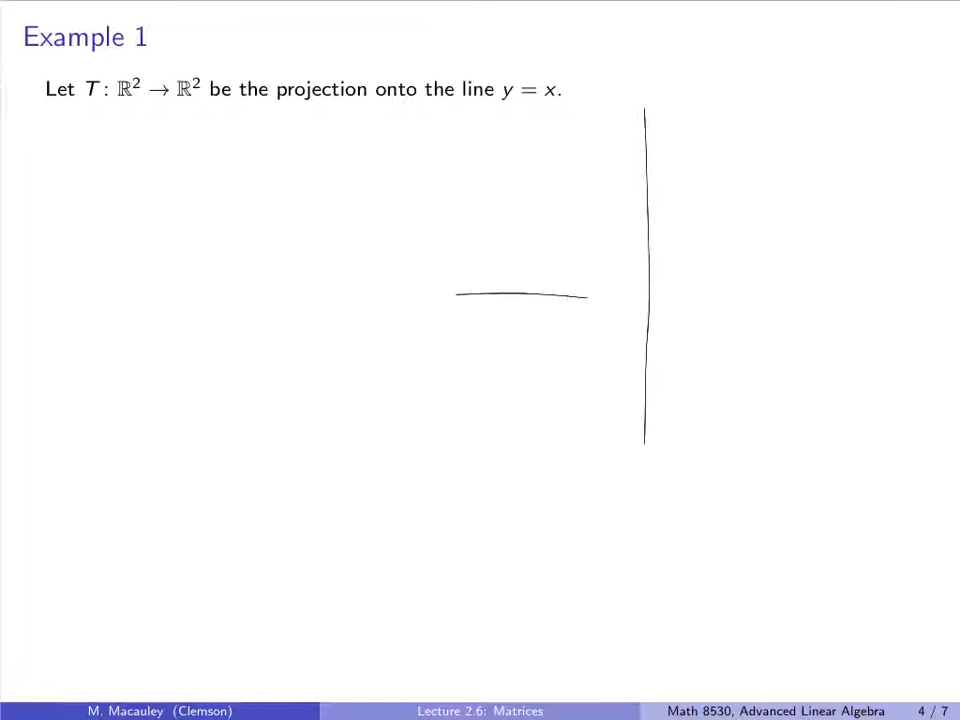 Example 1
Let T: ℝ² → ℝ² be the projection onto the line y = x.
M. Macauley (Clemson) Lecture 2.6: Matrices Math 8530, Advanced Linear Algebra 4 / 7